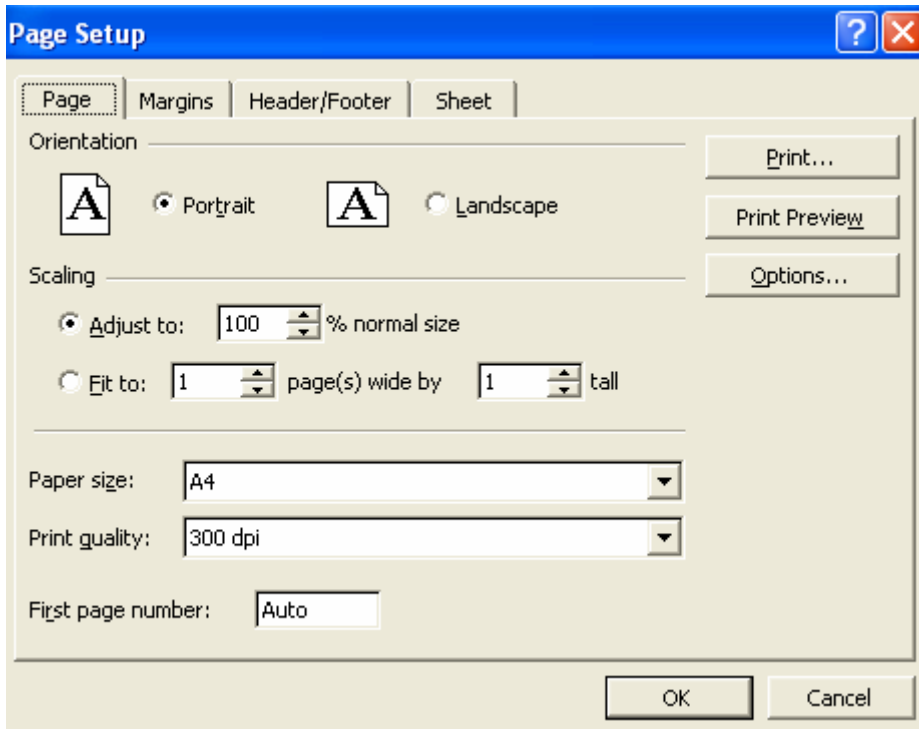 Page Setup
Page Margins Header/Footer Sheet
Orientation
Print...
A Portrait A Landscape
Print Preview
Scaling
Options...
Adjust to: 100 % normal size
Fit to: 1 page(s) wide by 1 tall
Paper size: A4
Print quality: 300 dpi
First page number: Auto
OK Cancel